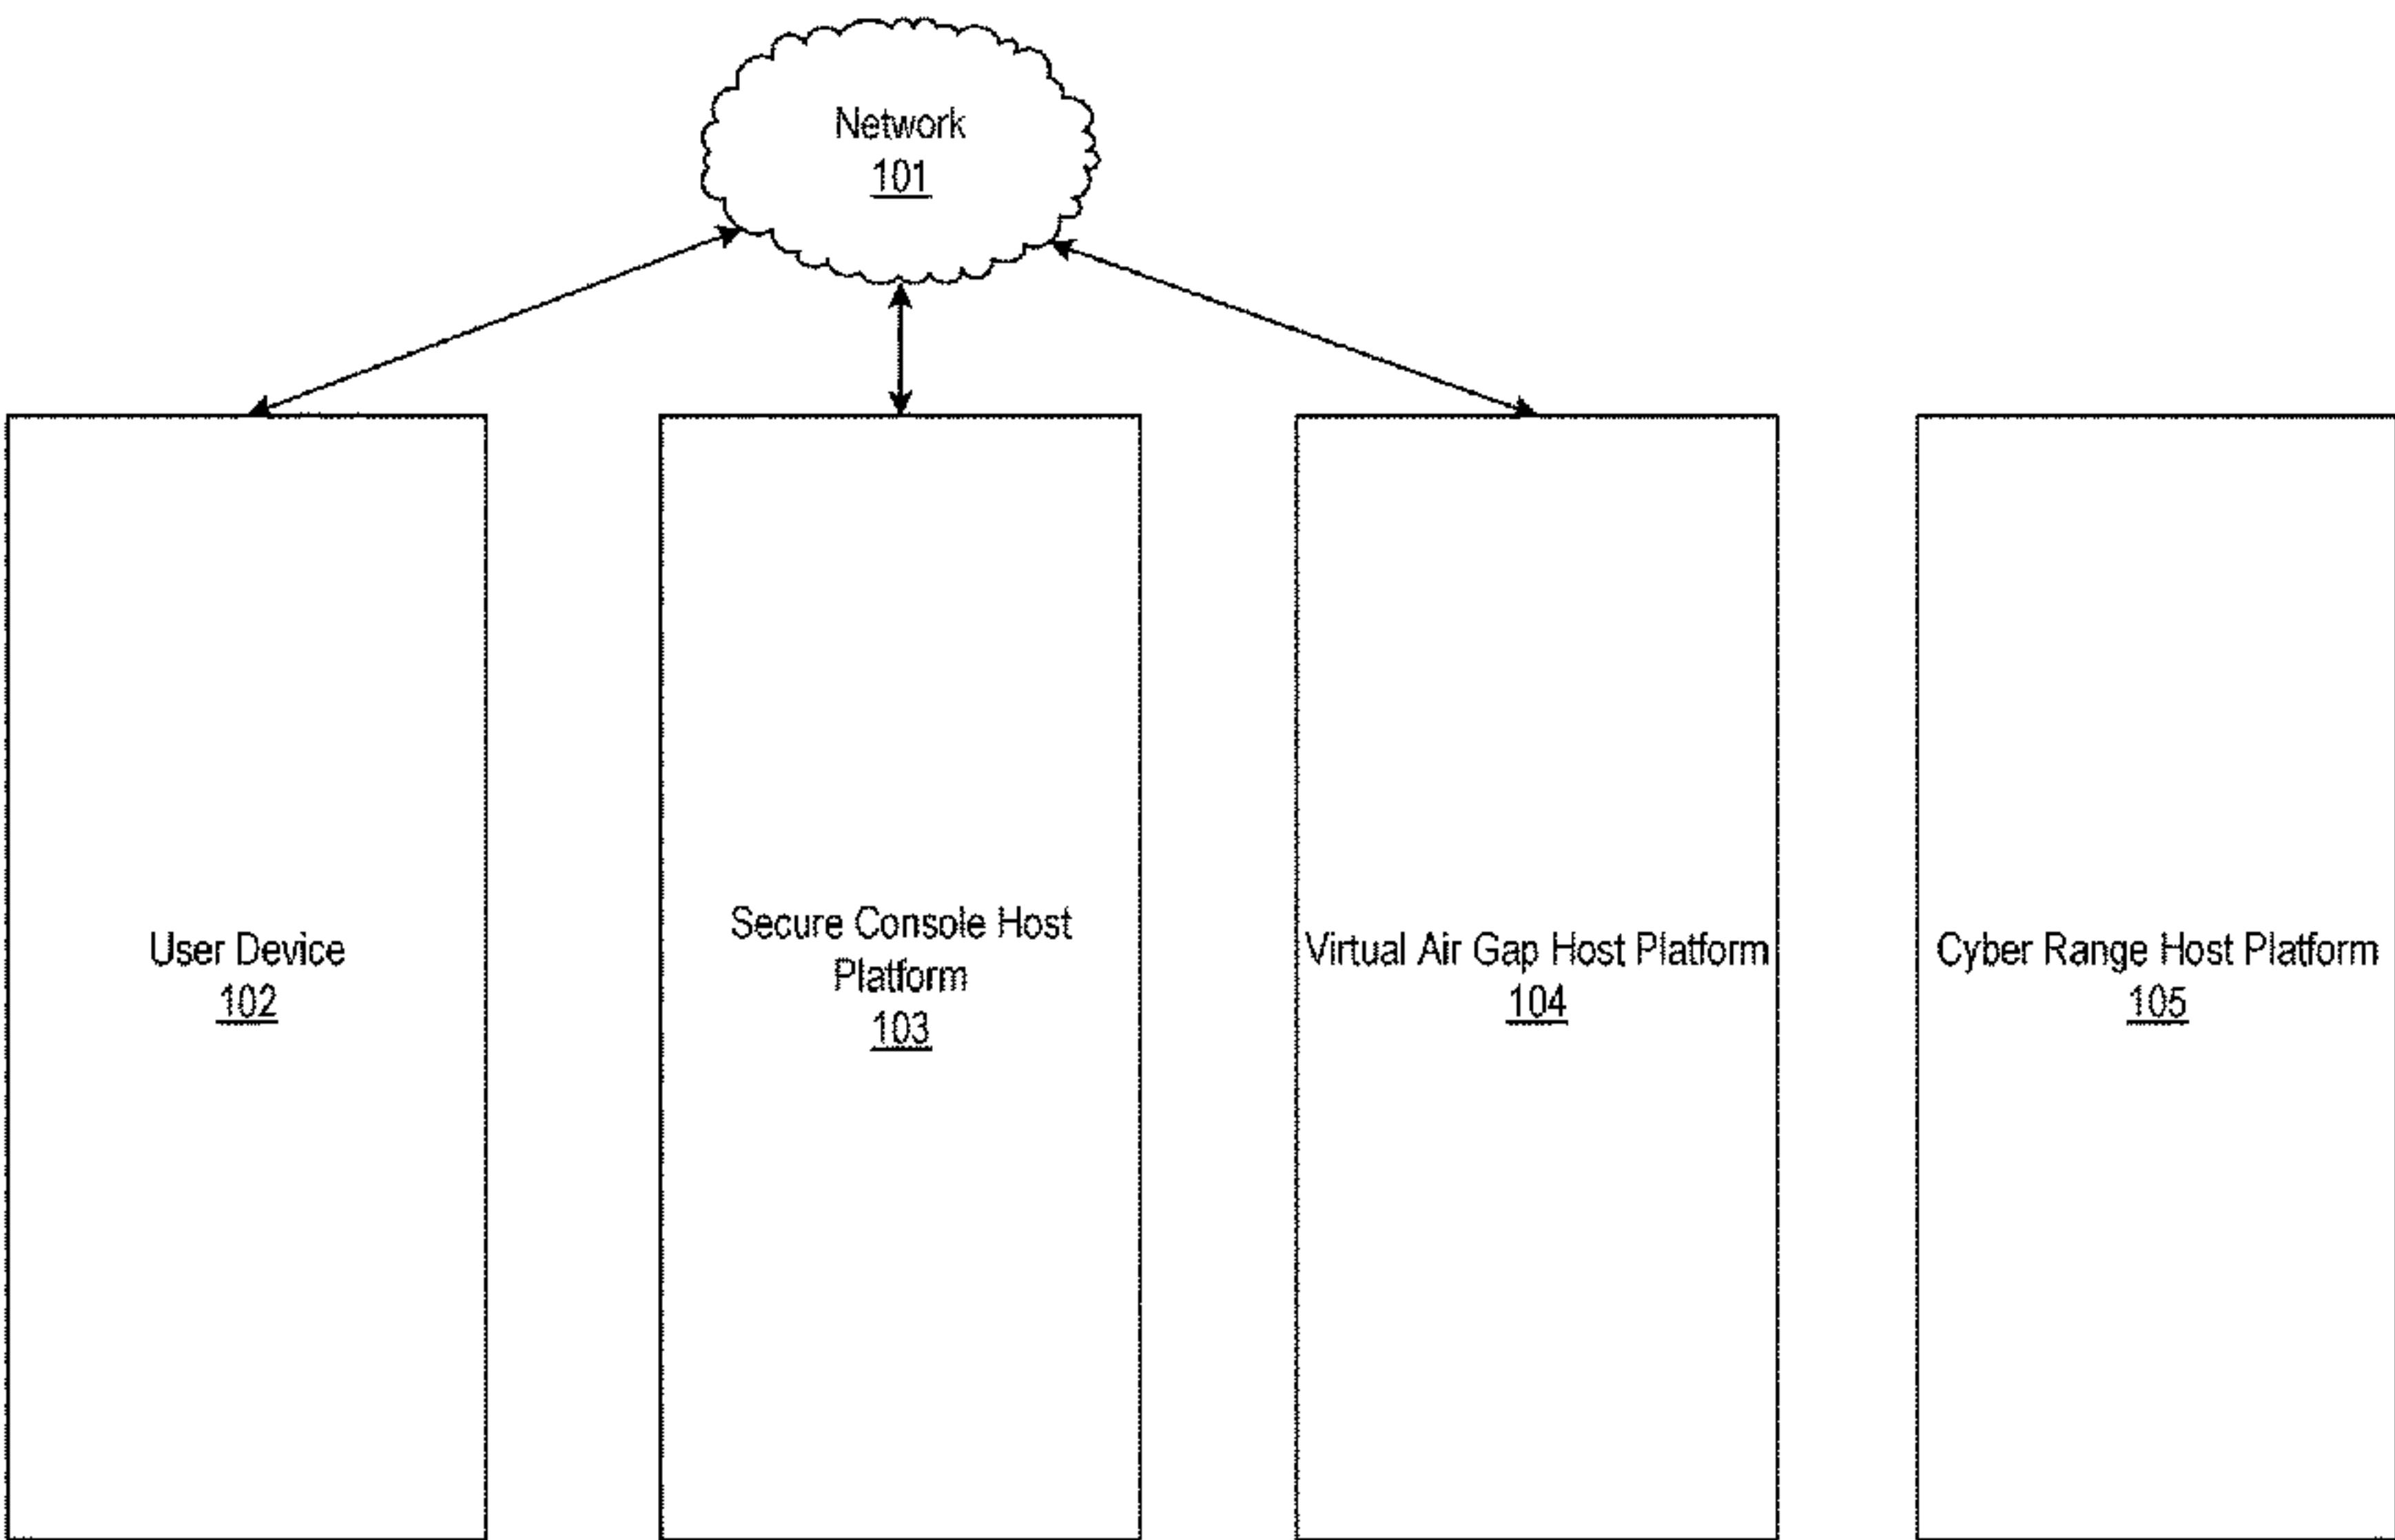 Network
101
User Device
102
Secure Console Host
Platform
103
Virtual Air Gap Host Platform
104
Cyber Range Host Platform
105